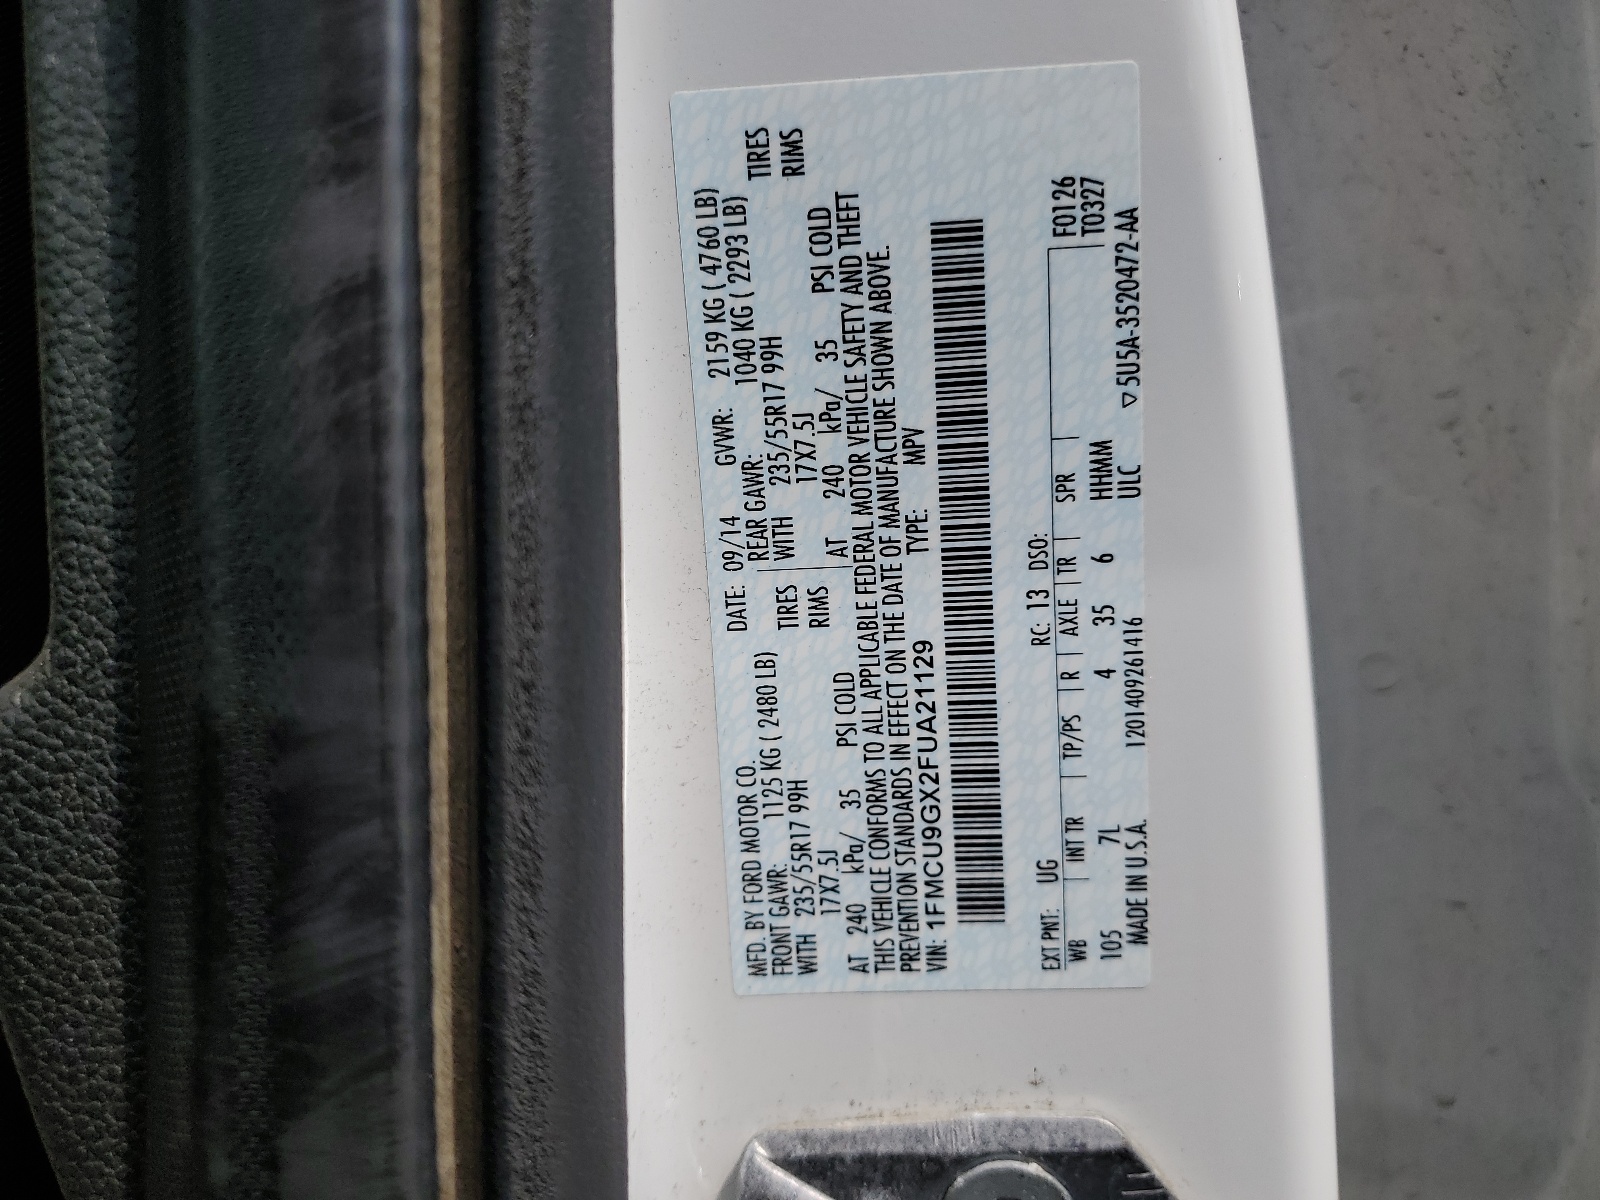 MFD. BY FORD MOTOR CO. DATE: 09/14 GVWR: 2159 KG ( 4760 LB)
FRONT GAWR: 1125 KG ( 2480 LB) REAR GAWR: 1040 KG ( 2293 LB)
WITH 235/55R17 99H TIRES WITH 235/55R17 99H TIRES
17X7.5J RIMS 17X7.5J RIMS
AT 240 kPa/ 35 PSI COLD AT 240 kPa/ 35 PSI COLD
THIS VEHICLE CONFORMS TO ALL APPLICABLE FEDERAL MOTOR VEHICLE SAFETY AND THEFT
PREVENTION STANDARDS IN EFFECT ON THE DATE OF MANUFACTURE SHOWN ABOVE.
VIN: 1FMCU9GX2FUA21129 TYPE: MPV
EXT PNT: UG RC: 13 DSO: F0126
WB INT TR TP/PS R AXLE TR SPR T0327
105 7L 4 35 6 HHMM
MADE IN U.S.A. 120140926​1416 ULC ▽5U5A-3520472-AA